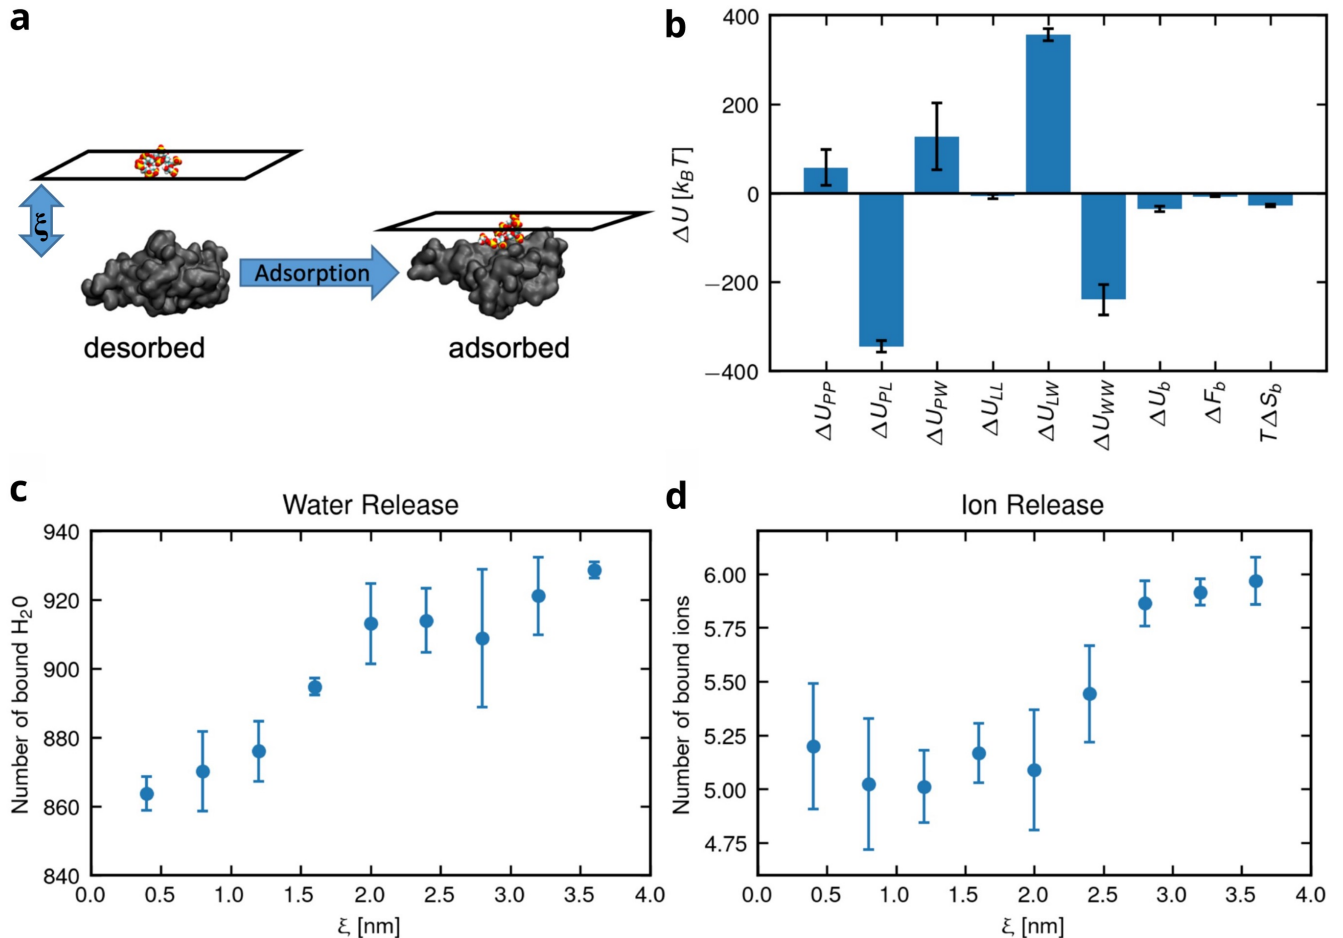 a
ξ
Adsorption
desorbed
adsorbed
b
400
200
0
−200
−400
ΔU [k_BT]
ΔU_PP
ΔU_PL
ΔU_PW
ΔU_LL
ΔU_LW
ΔU_WW
ΔU_b
ΔF_b
TΔS_b
c
Water Release
940
920
900
880
860
840
Number of bound H₂0
0.0 0.5 1.0 1.5 2.0 2.5 3.0 3.5 4.0
ξ [nm]
d
Ion Release
6.00
5.75
5.50
5.25
5.00
4.75
Number of bound ions
0.0 0.5 1.0 1.5 2.0 2.5 3.0 3.5 4.0
ξ [nm]